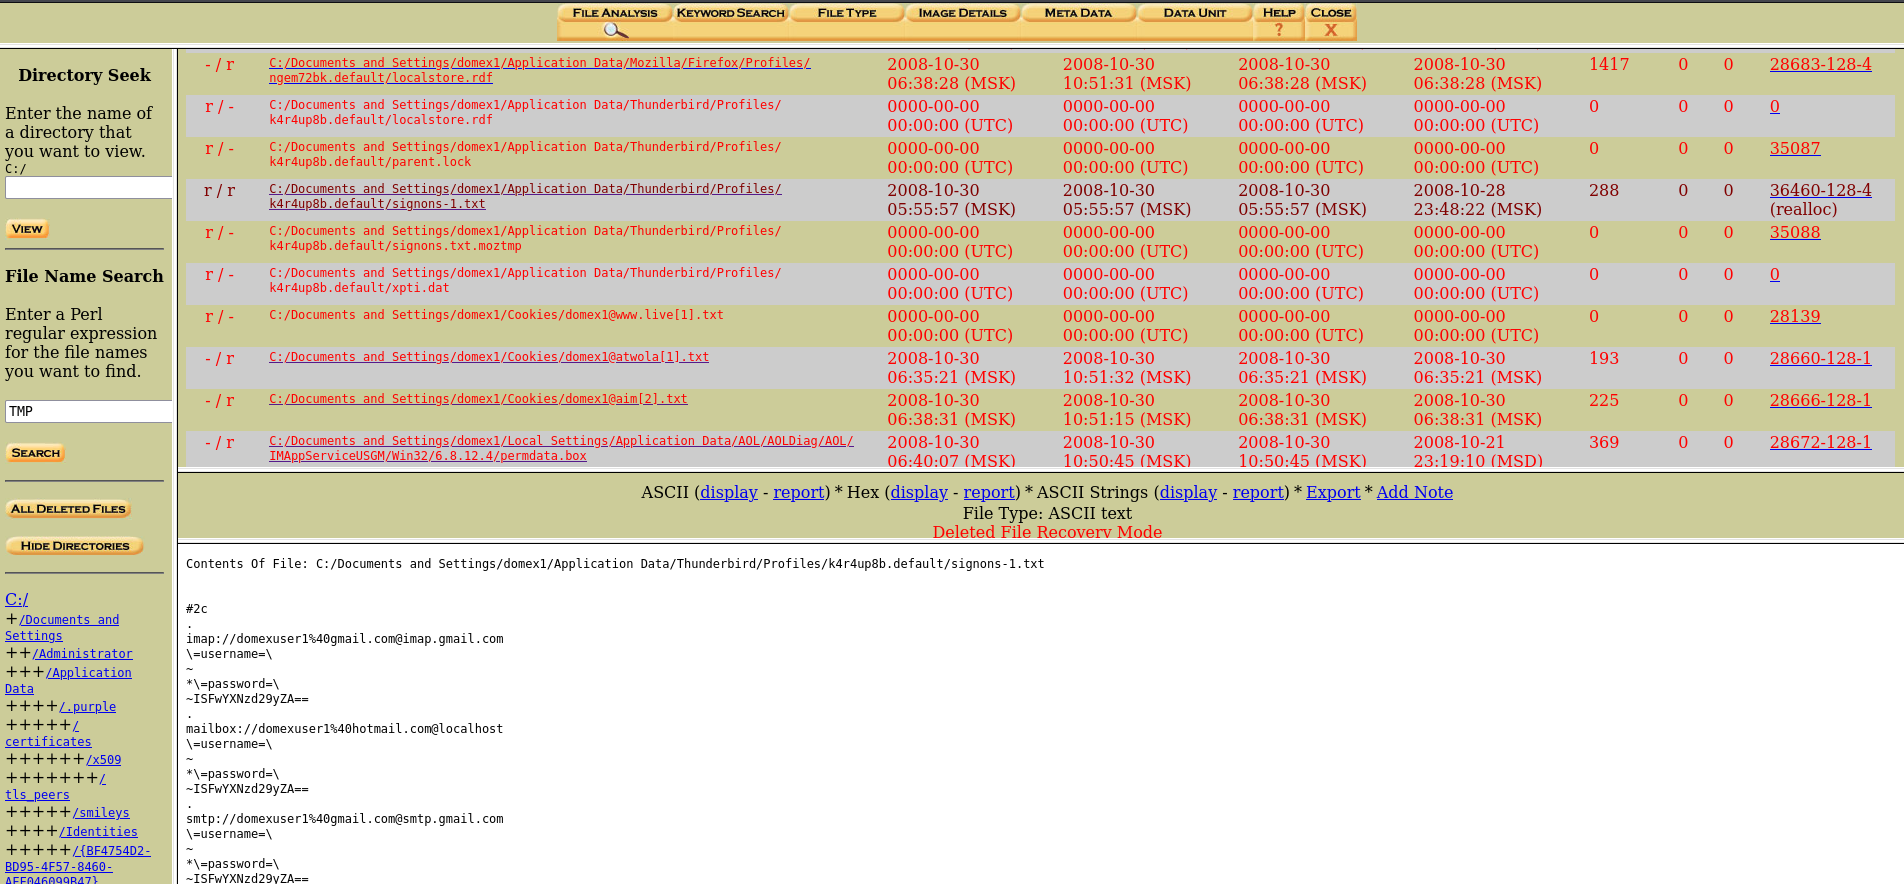 FILE ANALYSIS KEYWORD SEARCH FILE TYPE IMAGE DETAILS META DATA DATA UNIT HELP CLOSE
? X
Directory Seek
Enter the name of
a directory that
you want to view.
C:/
VIEW
File Name Search
Enter a Perl
regular expression
for the file names
you want to find.
TMP
SEARCH
ALL DELETED FILES
HIDE DIRECTORIES
C:/
+/Documents and
Settings
++/Administrator
+++/Application
Data
++++/.purple
+++++/
certificates
++++++/x509
+++++++/
tls_peers
+++++/smileys
++++/Identities
+++++/{BF4754D2-
BD95-4F57-8460-
AFF046099B47}
- / r C:/Documents and Settings/domex1/Application Data/Mozilla/Firefox/Profiles/ 2008-10-30 2008-10-30 2008-10-30 2008-10-30 1417 0 0 28683-128-4
ngem72bk.default/localstore.rdf 06:38:28 (MSK) 10:51:31 (MSK) 06:38:28 (MSK) 06:38:28 (MSK)
r / - C:/Documents and Settings/domex1/Application Data/Thunderbird/Profiles/ 0000-00-00 0000-00-00 0000-00-00 0000-00-00 0 0 0 0
k4r4up8b.default/localstore.rdf 00:00:00 (UTC) 00:00:00 (UTC) 00:00:00 (UTC) 00:00:00 (UTC)
r / - C:/Documents and Settings/domex1/Application Data/Thunderbird/Profiles/ 0000-00-00 0000-00-00 0000-00-00 0000-00-00 0 0 0 35087
k4r4up8b.default/parent.lock 00:00:00 (UTC) 00:00:00 (UTC) 00:00:00 (UTC) 00:00:00 (UTC)
r / r C:/Documents and Settings/domex1/Application Data/Thunderbird/Profiles/ 2008-10-30 2008-10-30 2008-10-30 2008-10-28 288 0 0 36460-128-4
k4r4up8b.default/signons-1.txt 05:55:57 (MSK) 05:55:57 (MSK) 05:55:57 (MSK) 23:48:22 (MSK) (realloc)
r / - C:/Documents and Settings/domex1/Application Data/Thunderbird/Profiles/ 0000-00-00 0000-00-00 0000-00-00 0000-00-00 0 0 0 35088
k4r4up8b.default/signons.txt.moztmp 00:00:00 (UTC) 00:00:00 (UTC) 00:00:00 (UTC) 00:00:00 (UTC)
r / - C:/Documents and Settings/domex1/Application Data/Thunderbird/Profiles/ 0000-00-00 0000-00-00 0000-00-00 0000-00-00 0 0 0 0
k4r4up8b.default/xpti.dat 00:00:00 (UTC) 00:00:00 (UTC) 00:00:00 (UTC) 00:00:00 (UTC)
r / - C:/Documents and Settings/domex1/Cookies/domex1@www.live[1].txt 0000-00-00 0000-00-00 0000-00-00 0000-00-00 0 0 0 28139
00:00:00 (UTC) 00:00:00 (UTC) 00:00:00 (UTC) 00:00:00 (UTC)
- / r C:/Documents and Settings/domex1/Cookies/domex1@atwola[1].txt 2008-10-30 2008-10-30 2008-10-30 2008-10-30 193 0 0 28660-128-1
06:35:21 (MSK) 10:51:32 (MSK) 06:35:21 (MSK) 06:35:21 (MSK)
- / r C:/Documents and Settings/domex1/Cookies/domex1@aim[2].txt 2008-10-30 2008-10-30 2008-10-30 2008-10-30 225 0 0 28666-128-1
06:38:31 (MSK) 10:51:15 (MSK) 06:38:31 (MSK) 06:38:31 (MSK)
- / r C:/Documents and Settings/domex1/Local Settings/Application Data/AOL/AOLDiag/AOL/ 2008-10-30 2008-10-30 2008-10-30 2008-10-21 369 0 0 28672-128-1
IMAppServiceUSGM/Win32/6.8.12.4/permdata.box 06:40:07 (MSK) 10:50:45 (MSK) 10:50:45 (MSK) 23:19:10 (MSD)
ASCII (display - report) * Hex (display - report) * ASCII Strings (display - report) * Export * Add Note
File Type: ASCII text
Deleted File Recovery Mode
Contents Of File: C:/Documents and Settings/domex1/Application Data/Thunderbird/Profiles/k4r4up8b.default/signons-1.txt
#2c
.
imap://domexuser1%40gmail.com@imap.gmail.com
\=username=\
~
*\=password=\
~ISFwYXNzd29yZA==
.
mailbox://domexuser1%40hotmail.com@localhost
\=username=\
~
*\=password=\
~ISFwYXNzd29yZA==
.
smtp://domexuser1%40gmail.com@smtp.gmail.com
\=username=\
~
*\=password=\
~ISFwYXNzd29yZA==